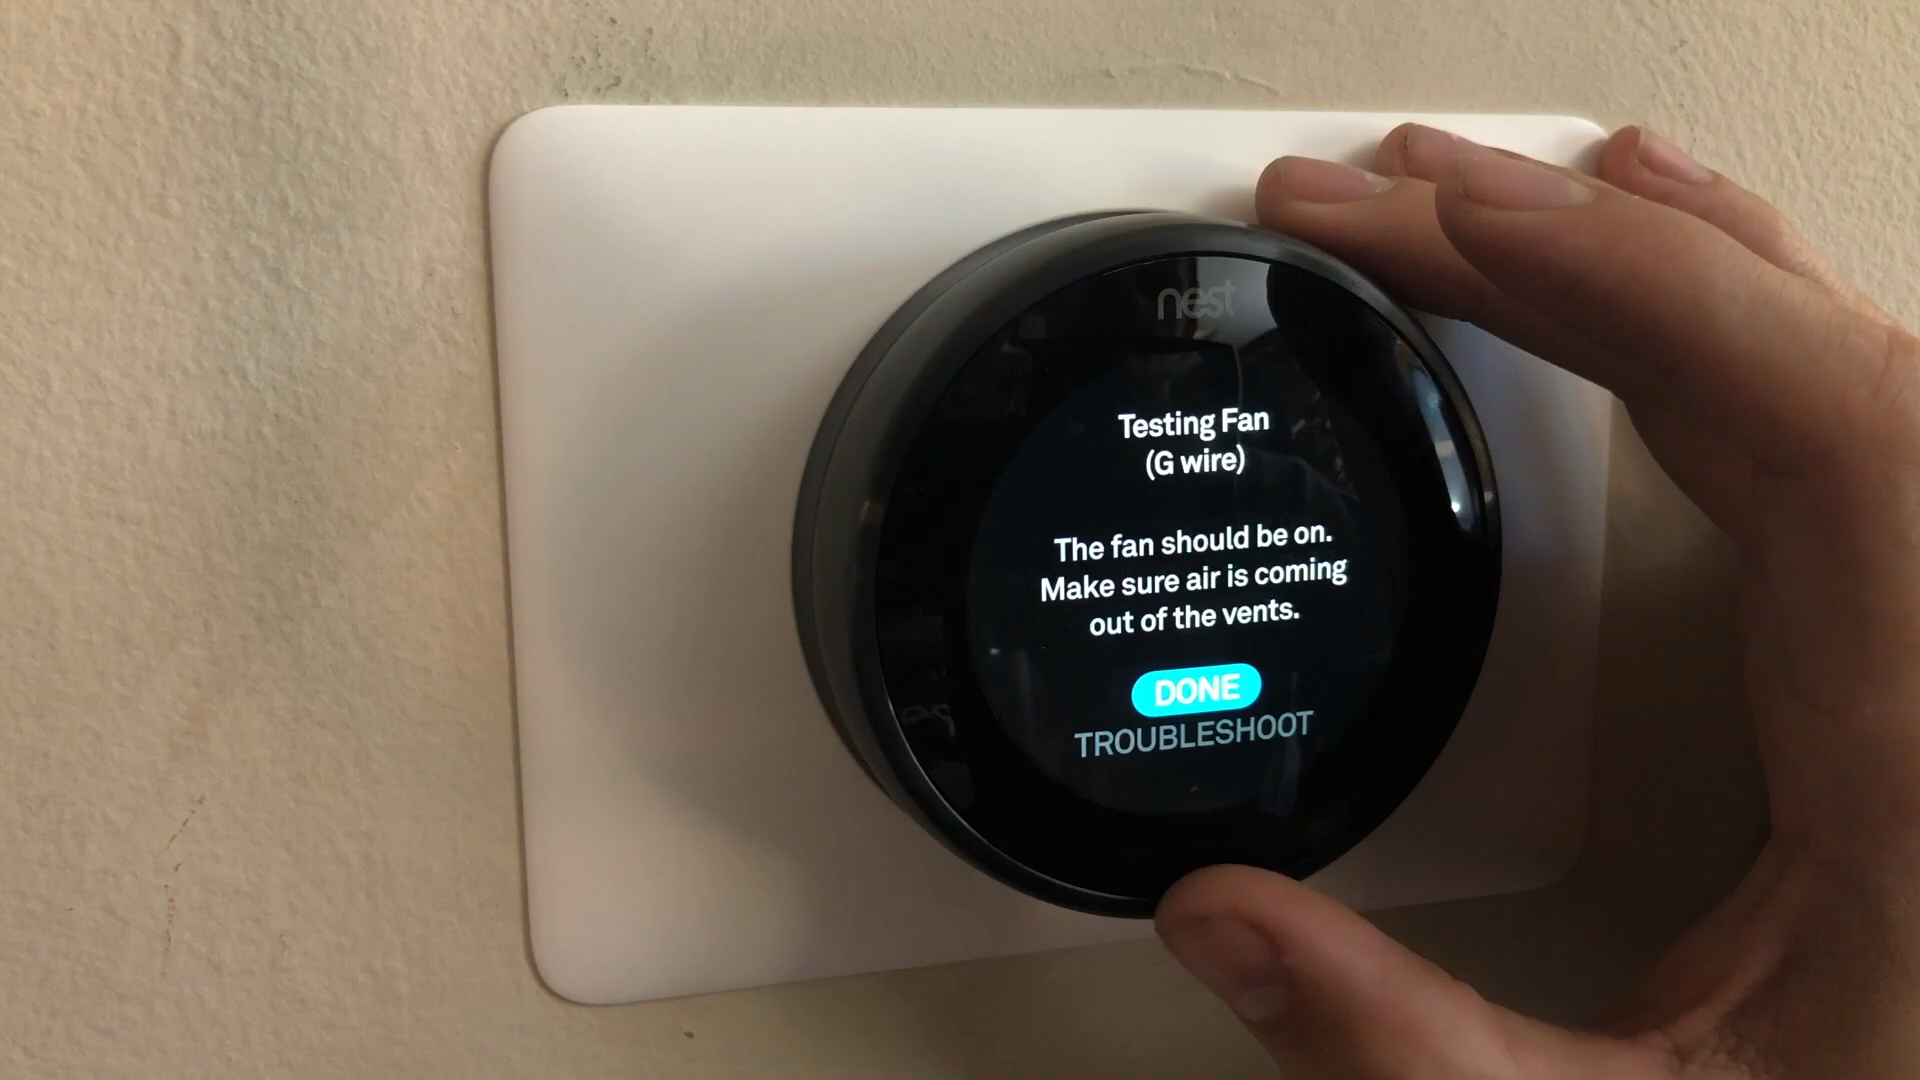 nest
Testing Fan
(G wire)
The fan should be on.
Make sure air is coming
out of the vents.
DONE
TROUBLESHOOT